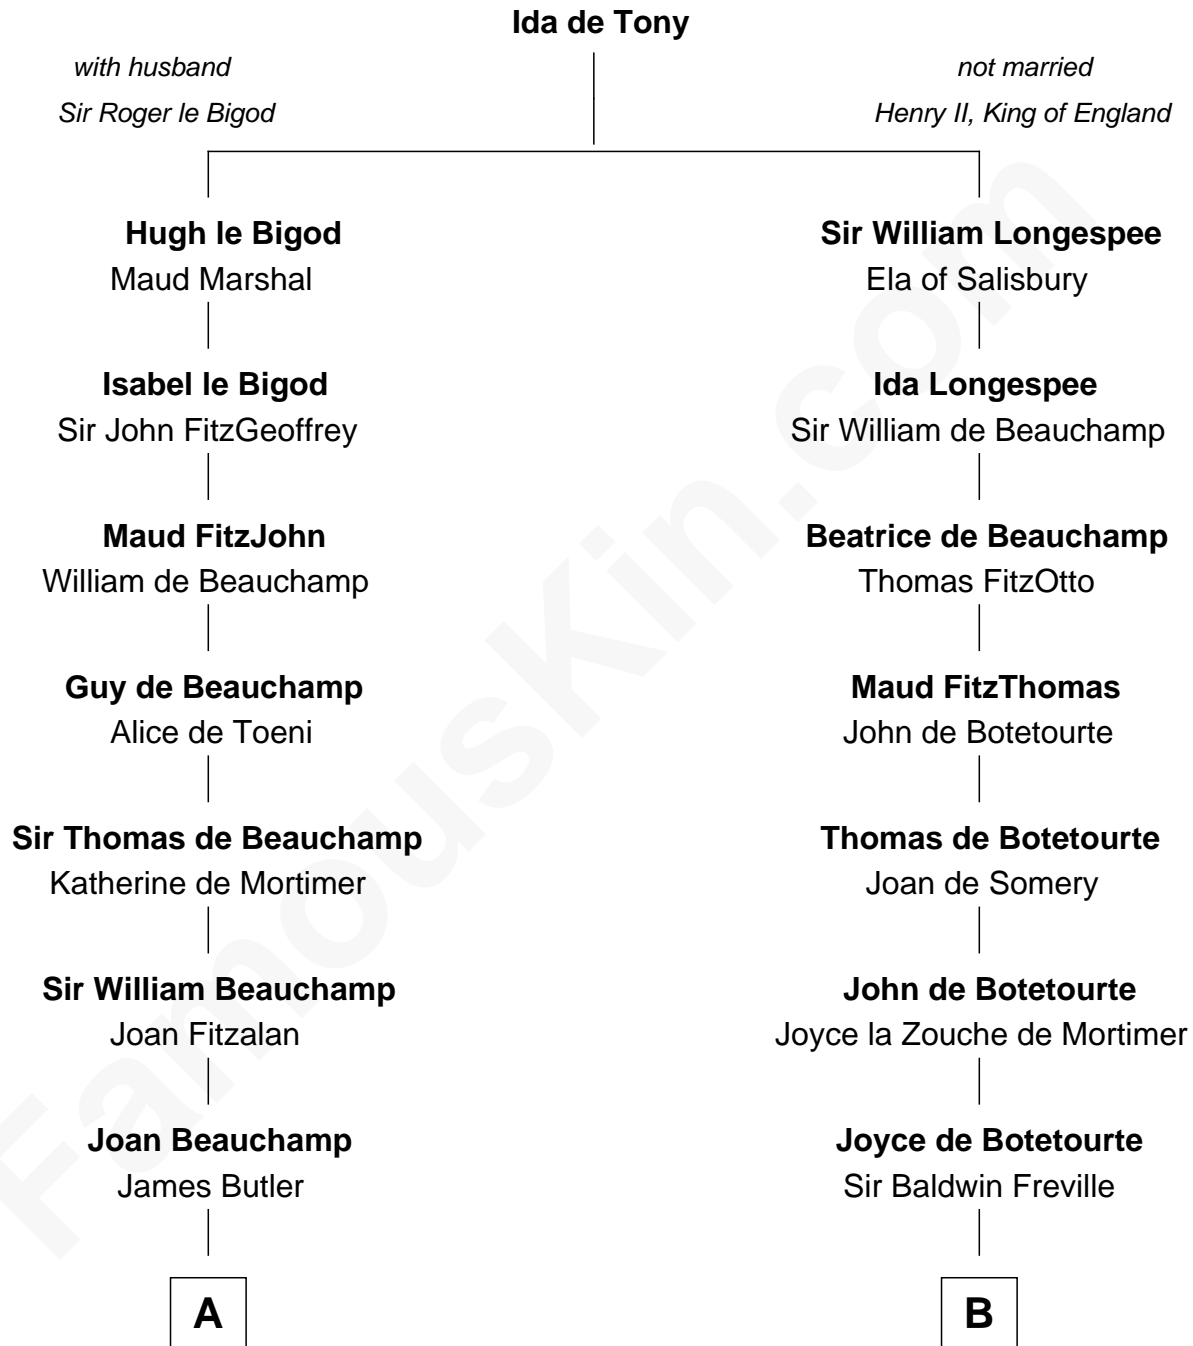 Ida de Tony
with husband
Sir Roger le Bigod
not married
Henry II, King of England
Hugh le Bigod
Maud Marshal
Sir William Longespee
Ela of Salisbury
Isabel le Bigod
Sir John FitzGeoffrey
Ida Longespee
Sir William de Beauchamp
Maud FitzJohn
William de Beauchamp
Beatrice de Beauchamp
Thomas FitzOtto
Guy de Beauchamp
Alice de Toeni
Maud FitzThomas
John de Botetourte
Sir Thomas de Beauchamp
Katherine de Mortimer
Thomas de Botetourte
Joan de Somery
Sir William Beauchamp
Joan Fitzalan
John de Botetourte
Joyce la Zouche de Mortimer
Joan Beauchamp
James Butler
Joyce de Botetourte
Sir Baldwin Freville
A
B
FamousKin.com